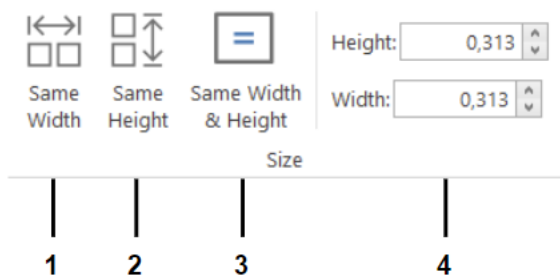 Same Width
Same Height
Same Width & Height
Height: 0,313
Width: 0,313
Size
1 2 3 4